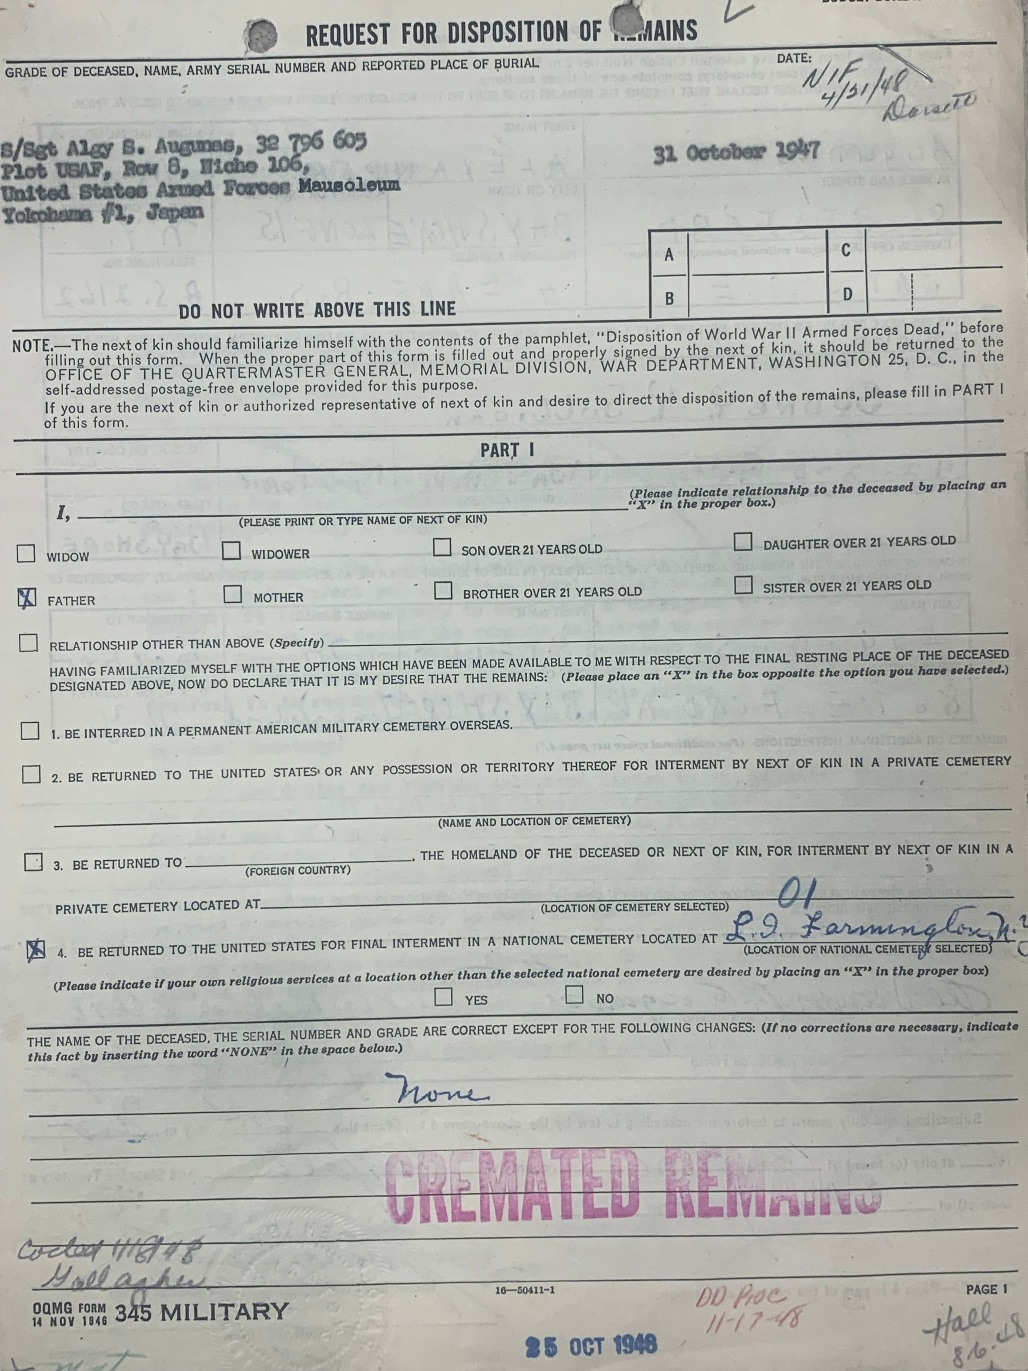 REQUEST FOR DISPOSITION OF REMAINS
GRADE OF DECEASED, NAME, ARMY SERIAL NUMBER AND REPORTED PLACE OF BURIAL
DATE:
NIF
4/21/48
Dorsett
S/Sgt Algy S. Augunas, 32 796 605
Plot USAF, Row 8, Niche 106,
United States Armed Forces Mausoleum
Yokohama #1, Japan
31 October 1947
A
C
B
D
DO NOT WRITE ABOVE THIS LINE
NOTE.—The next of kin should familiarize himself with the contents of the pamphlet, "Disposition of World War II Armed Forces Dead," before
filling out this form. When the proper part of this form is filled out and properly signed by the next of kin, it should be returned to the
OFFICE OF THE QUARTERMASTER GENERAL, MEMORIAL DIVISION, WAR DEPARTMENT, WASHINGTON 25, D. C., in the
self-addressed postage-free envelope provided for this purpose.
If you are the next of kin or authorized representative of next of kin and desire to direct the disposition of the remains, please fill in PART I
of this form.
PART I
I,
(Please indicate relationship to the deceased by placing an
"X" in the proper box.)
(PLEASE PRINT OR TYPE NAME OF NEXT OF KIN)
WIDOW WIDOWER SON OVER 21 YEARS OLD DAUGHTER OVER 21 YEARS OLD
X FATHER MOTHER BROTHER OVER 21 YEARS OLD SISTER OVER 21 YEARS OLD
RELATIONSHIP OTHER THAN ABOVE (Specify)
HAVING FAMILIARIZED MYSELF WITH THE OPTIONS WHICH HAVE BEEN MADE AVAILABLE TO ME WITH RESPECT TO THE FINAL RESTING PLACE OF THE DECEASED
DESIGNATED ABOVE, NOW DO DECLARE THAT IT IS MY DESIRE THAT THE REMAINS: (Please place an "X" in the box opposite the option you have selected.)
1. BE INTERRED IN A PERMANENT AMERICAN MILITARY CEMETERY OVERSEAS.
2. BE RETURNED TO THE UNITED STATES OR ANY POSSESSION OR TERRITORY THEREOF FOR INTERMENT BY NEXT OF KIN IN A PRIVATE CEMETERY
(NAME AND LOCATION OF CEMETERY)
3. BE RETURNED TO , THE HOMELAND OF THE DECEASED OR NEXT OF KIN, FOR INTERMENT BY NEXT OF KIN IN A
(FOREIGN COUNTRY)
PRIVATE CEMETERY LOCATED AT
(LOCATION OF CEMETERY SELECTED)
01
X 4. BE RETURNED TO THE UNITED STATES FOR FINAL INTERMENT IN A NATIONAL CEMETERY LOCATED AT L.I. Farmington, N.Y
(LOCATION OF NATIONAL CEMETERY SELECTED)
(Please indicate if your own religious services at a location other than the selected national cemetery are desired by placing an "X" in the proper box)
YES NO
THE NAME OF THE DECEASED, THE SERIAL NUMBER AND GRADE ARE CORRECT EXCEPT FOR THE FOLLOWING CHANGES: (If no corrections are necessary, indicate
this fact by inserting the word "NONE" in the space below.)
None
CREMATED REMAINS
Coded 11/8/48
Gallagher
OQMG FORM
14 NOV 1946
345 MILITARY
16—50411-1
PAGE 1
25 OCT 1948
DD Proc
11-17-48
Hall
8-6-48